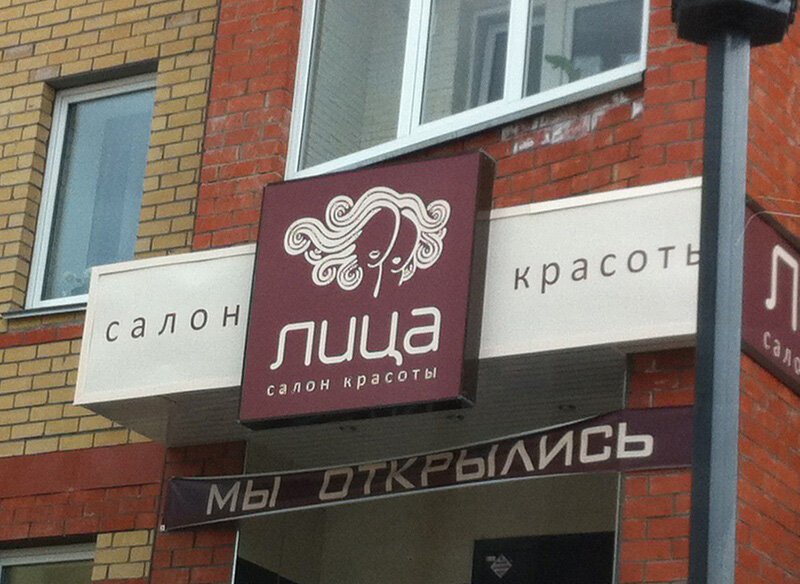 салон
лица
салон красоты
красоты
МЫ ОТКРЫЛИСЬ